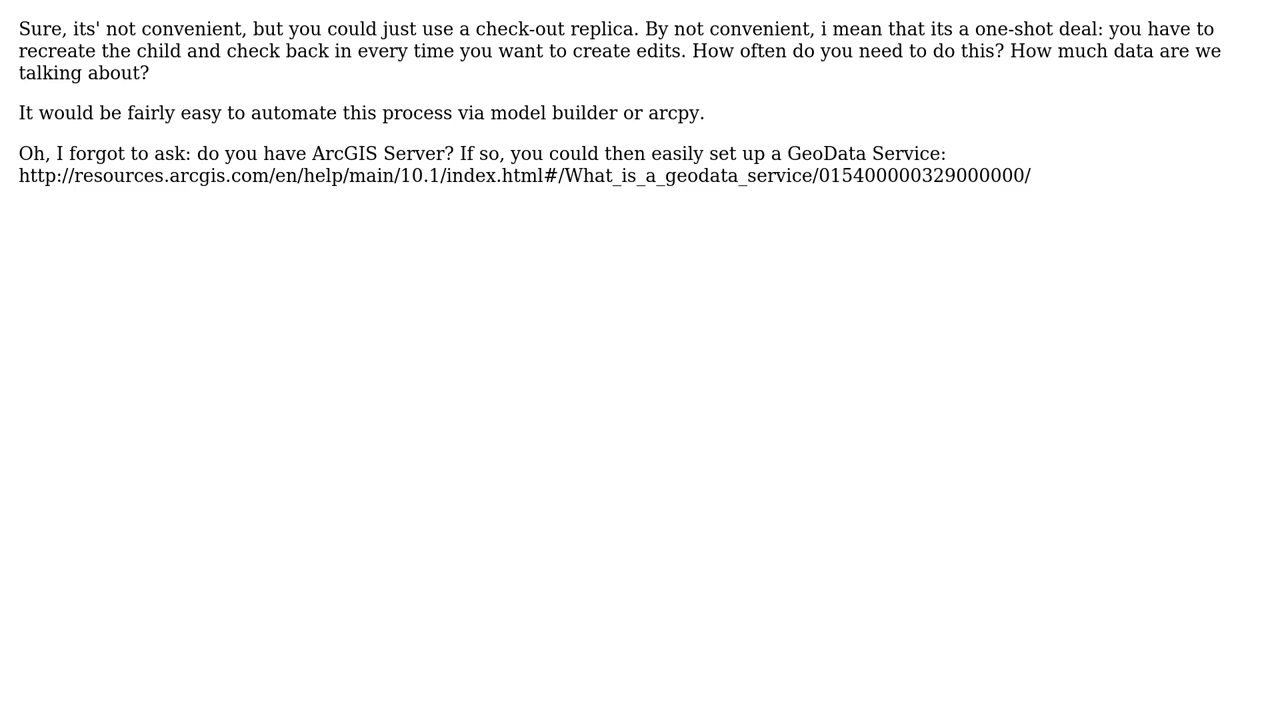 Sure, its' not convenient, but you could just use a check-out replica. By not convenient, i mean that its a one-shot deal: you have to
recreate the child and check back in every time you want to create edits. How often do you need to do this? How much data are we
talking about?
It would be fairly easy to automate this process via model builder or arcpy.
Oh, I forgot to ask: do you have ArcGIS Server? If so, you could then easily set up a GeoData Service:
http://resources.arcgis.com/en/help/main/10.1/index.html#/What_is_a_geodata_service/015400000329000000/